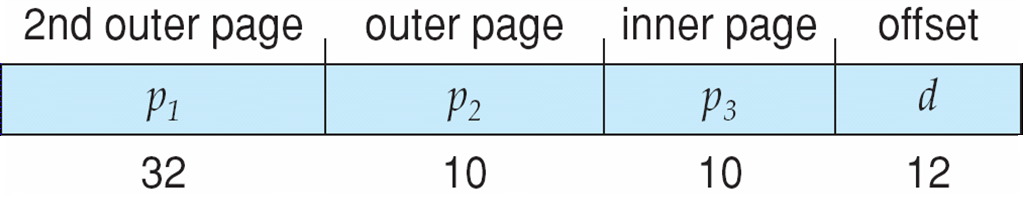 2nd outer page outer page inner page offset
p1 p2 p3 d
32 10 10 12